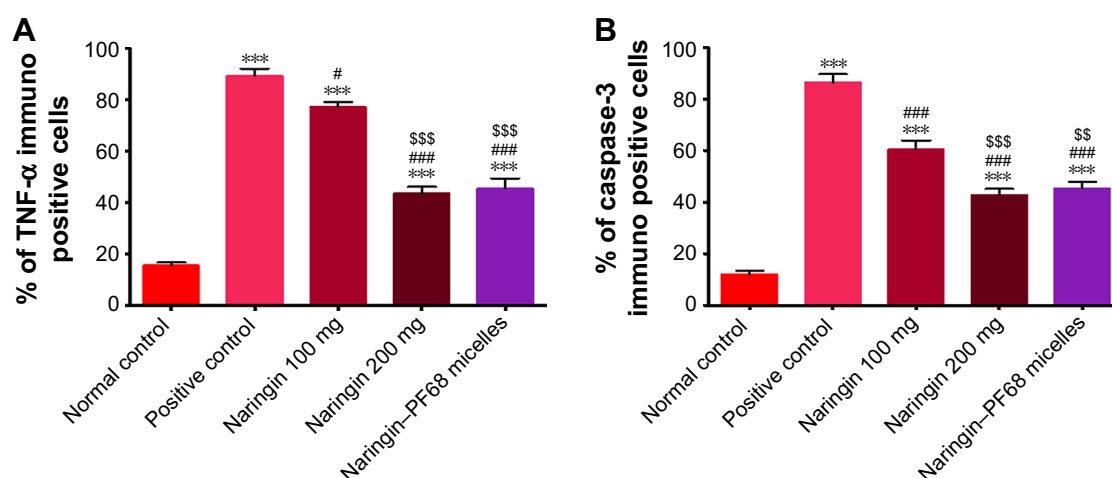 A
% of TNF-α immuno
positive cells
100
80
60
40
20
0
***
#
***
$$$
###
***
$$$
###
***
Normal control
Positive control
Naringin 100 mg
Naringin 200 mg
Naringin–PF68 micelles
B
% of caspase-3
immuno positive cells
100
80
60
40
20
0
***
###
***
$$$
###
***
$$
###
***
Normal control
Positive control
Naringin 100 mg
Naringin 200 mg
Naringin–PF68 micelles